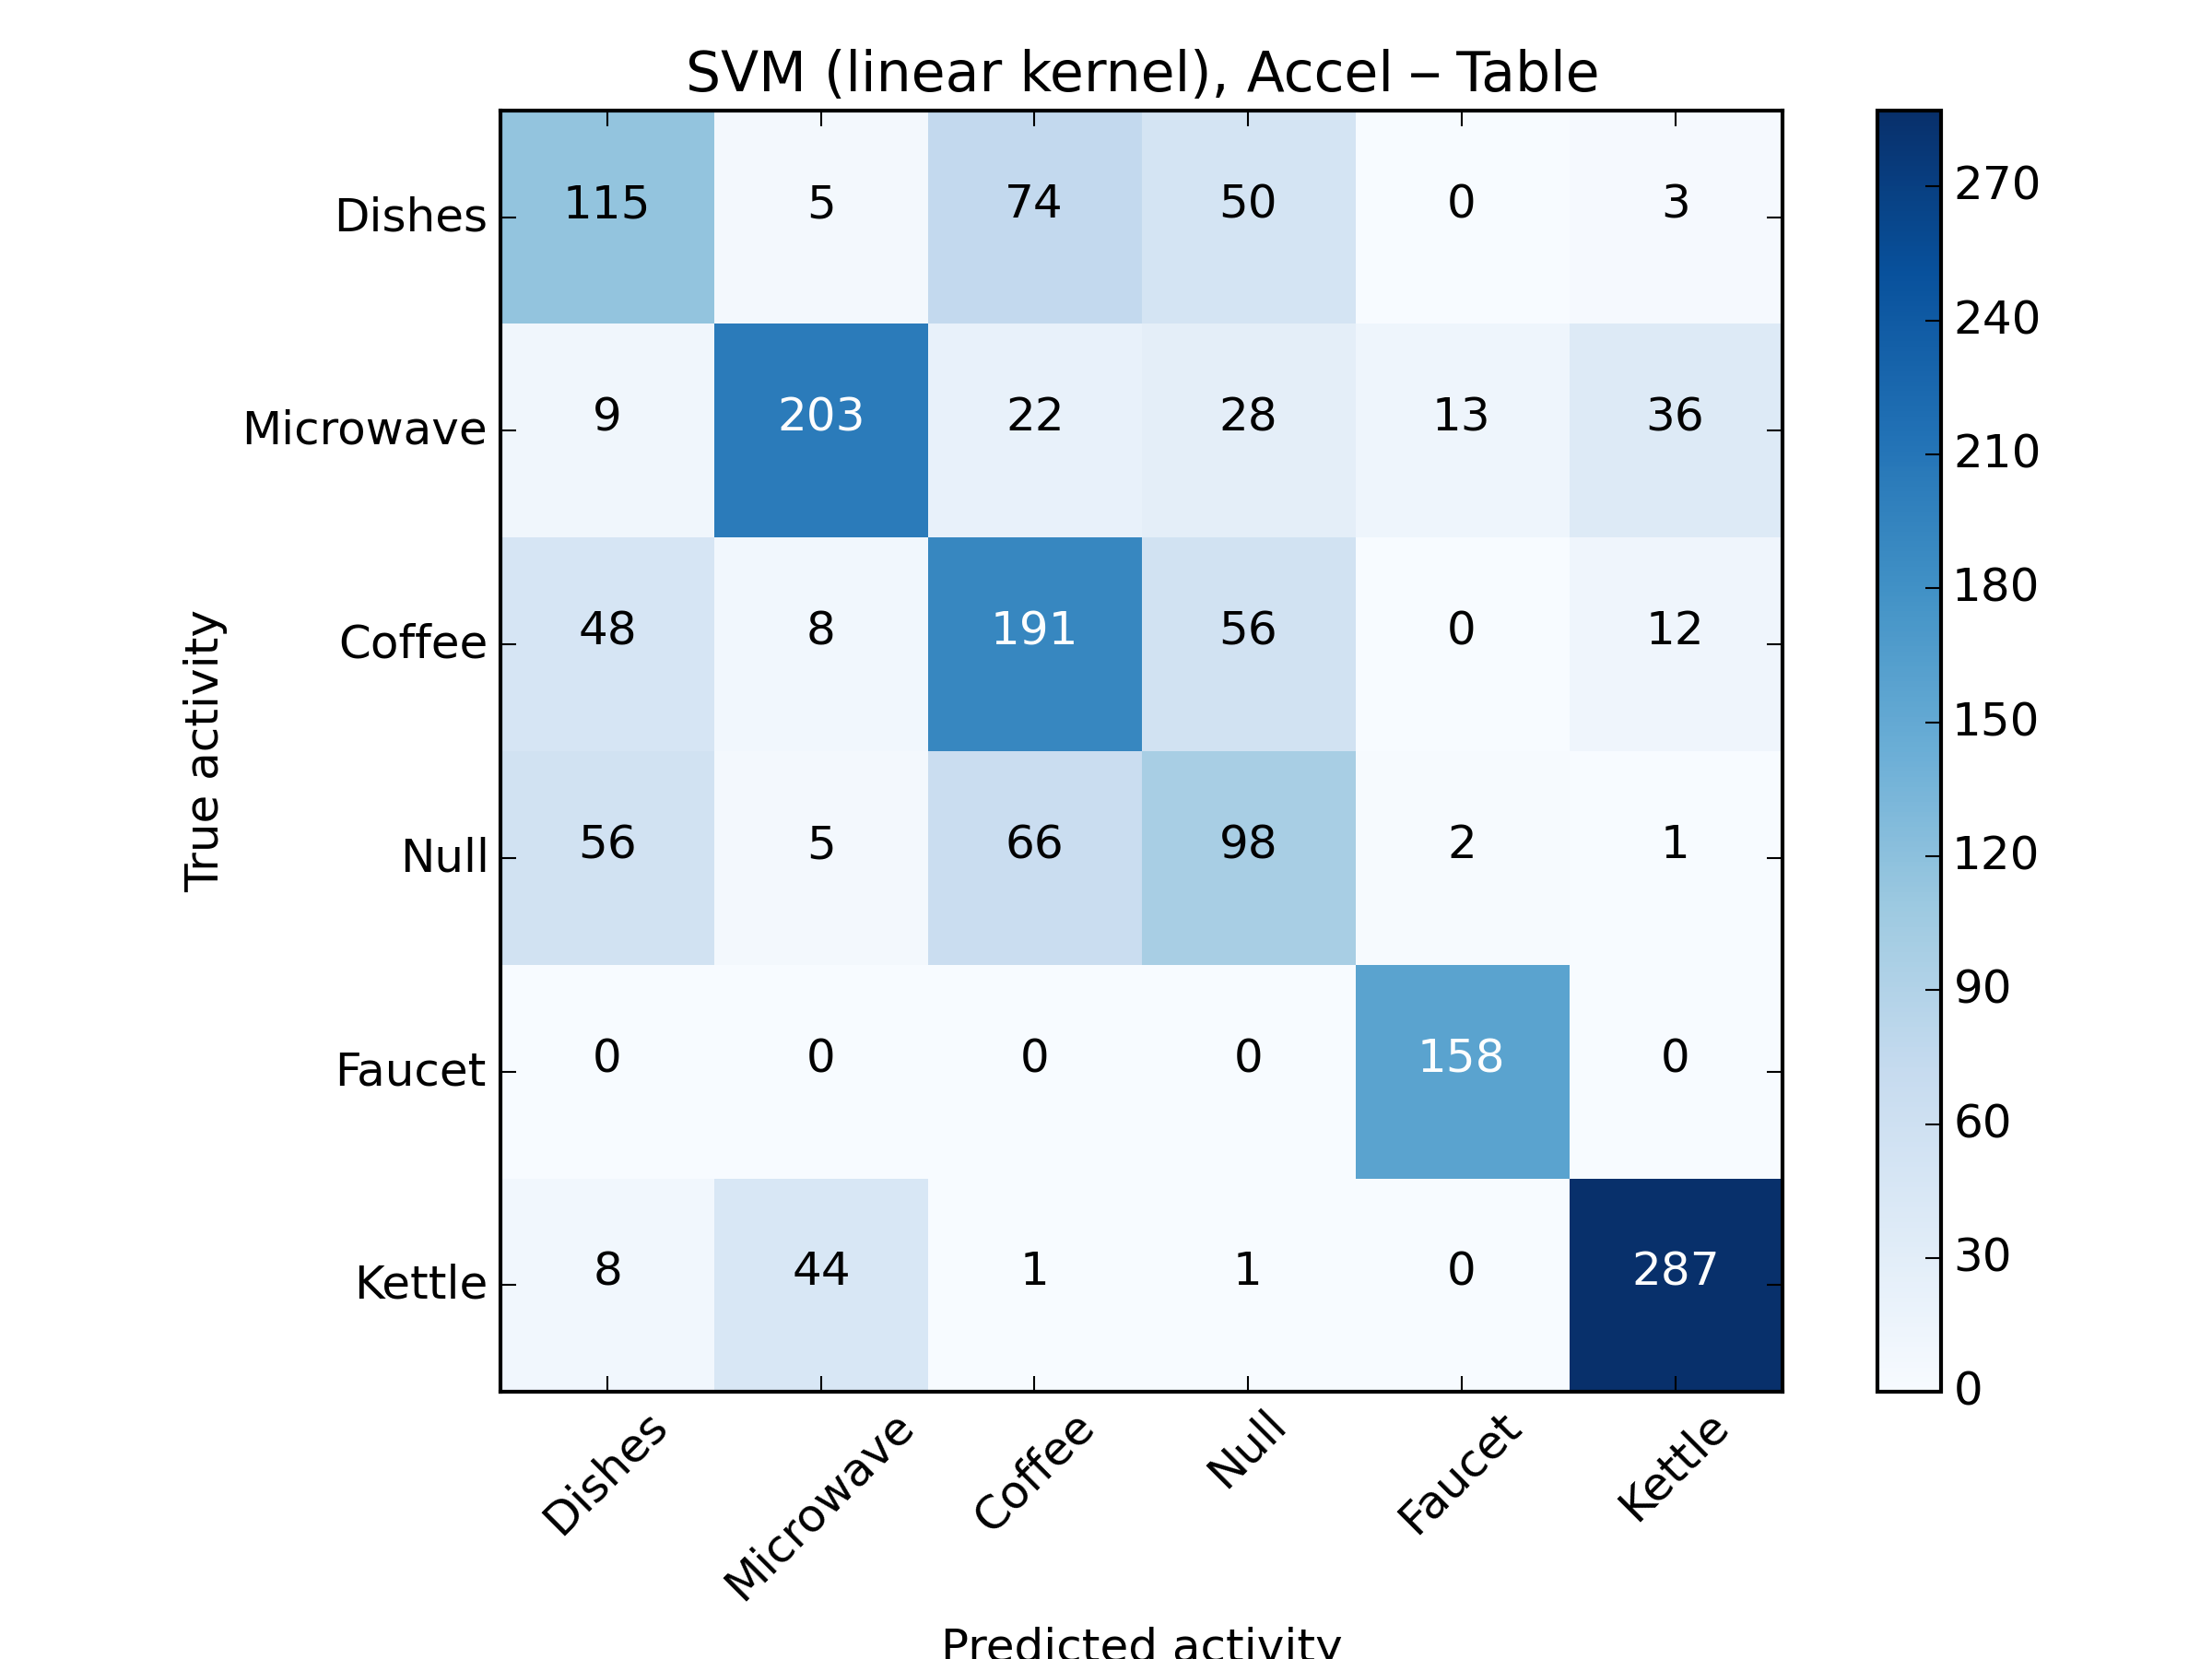 SVM (linear kernel), Accel − Table
Dishes 115 5 74 50 0 3
Microwave 9 203 22 28 13 36
Coffee 48 8 191 56 0 12
Null 56 5 66 98 2 1
Faucet 0 0 0 0 158 0
Kettle 8 44 1 1 0 287
True activity
Dishes Microwave Coffee Null Faucet Kettle
Predicted activity
270
240
210
180
150
120
90
60
30
0